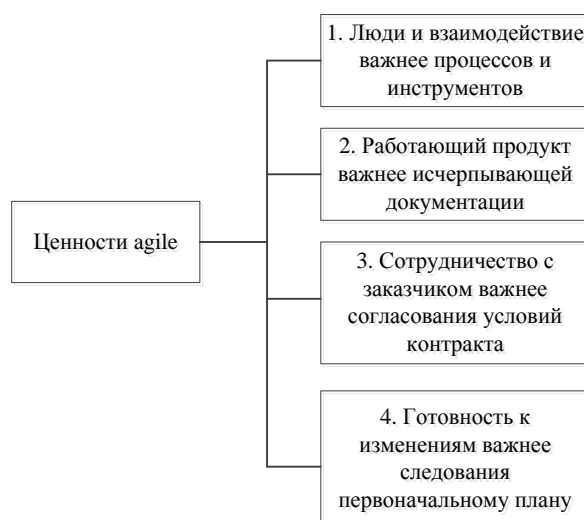 Ценности agile
1. Люди и взаимодействие
важнее процессов и
инструментов
2. Работающий продукт
важнее исчерпывающей
документации
3. Сотрудничество с
заказчиком важнее
согласования условий
контракта
4. Готовность к
изменениям важнее
следования
первоначальному плану